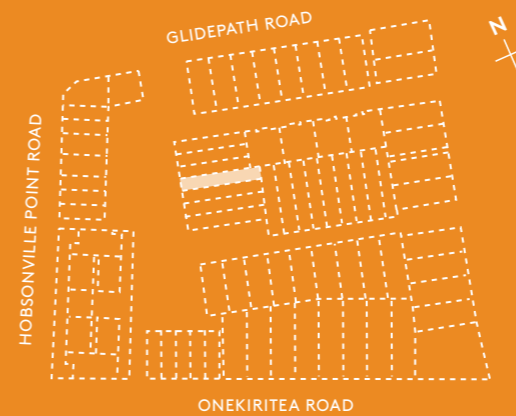 GLIDEPATH ROAD
N
HOBSONVILLE POINT ROAD
ONEKIRITEA ROAD